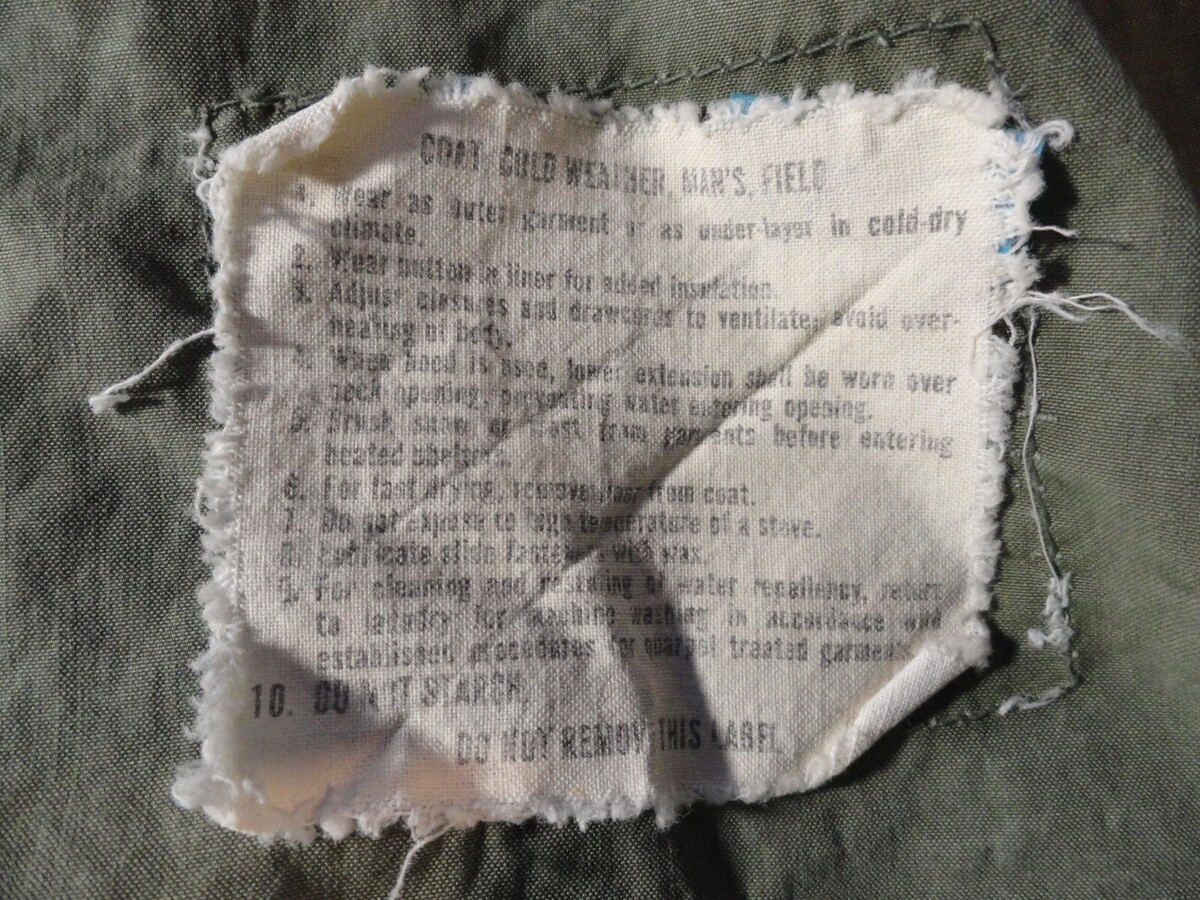 COAT, COLD WEATHER, MAN'S, FIELD
1. Wear as outer garment or as under-layer in cold-dry
climate.
2. Wear button in liner for added insulation.
3. Adjust closures and drawcords to ventilate, avoid over-
heating of body.
4. When hood is used, lower extension shall be worn over
neck opening, preventing water entering opening.
5. Brush snow or frost from garments before entering
heated shelters.
6. For fast drying, remove liner from coat.
7. Do not expose to high temperature of a stove.
8. Lubricate slide fasteners with wax.
9. For cleaning and restoring of water repellency, return
to laundry for machine washing in accordance with
established procedures for quarpel treated garments.
10. DO NOT STARCH.
DO NOT REMOVE THIS LABEL